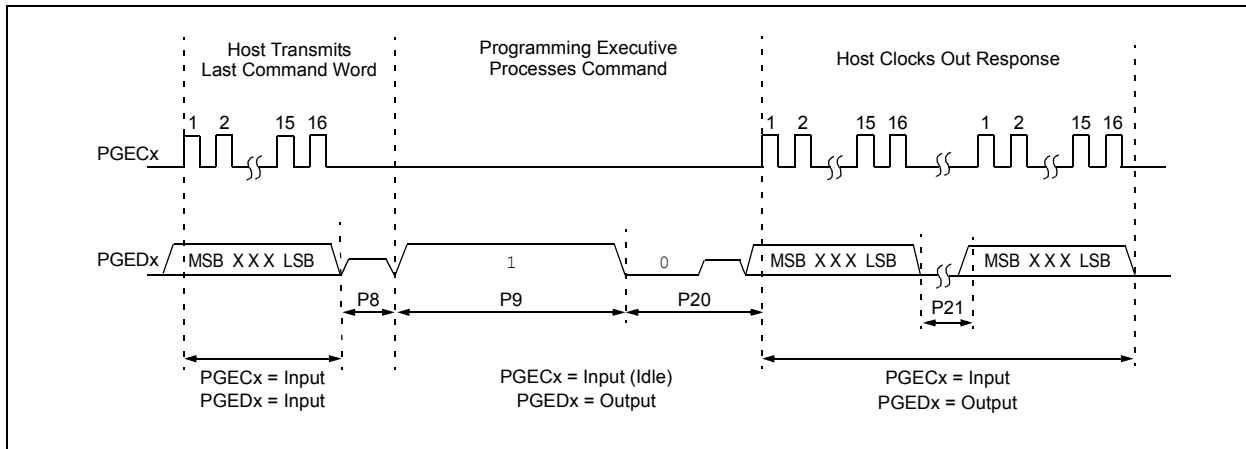 Host Transmits
Last Command Word
Programming Executive
Processes Command
Host Clocks Out Response
1 2 15 16
1 2 15 16 1 2 15 16
PGECx
PGEDx
MSB X X X LSB
1
0
MSB X X X LSB
MSB X X X LSB
P8
P9
P20
P21
PGECx = Input
PGEDx = Input
PGECx = Input (Idle)
PGEDx = Output
PGECx = Input
PGEDx = Output